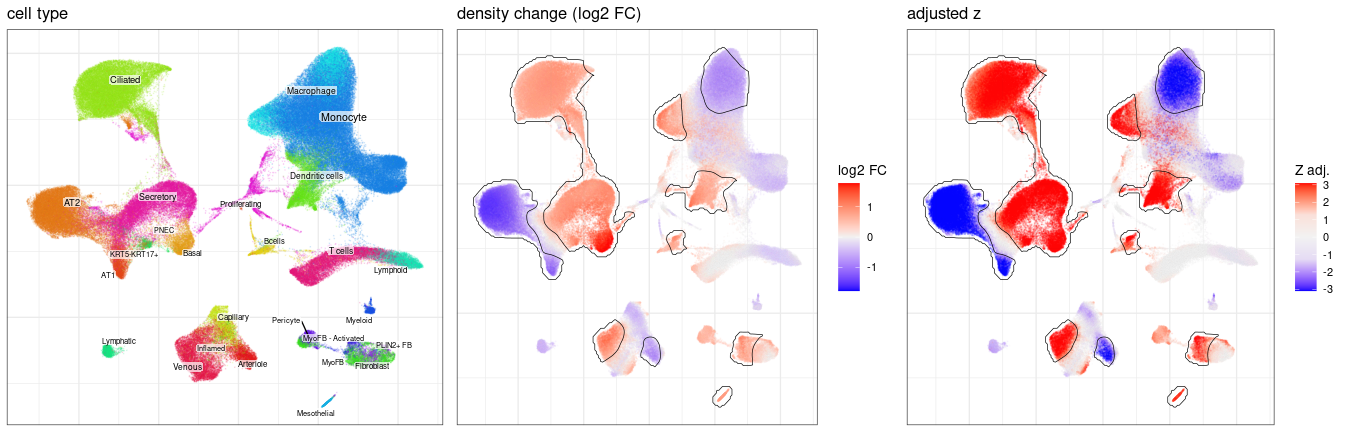 cell type
Ciliated
Macrophage
Monocyte
Dendritic cells
AT2
Secretory
Proliferating
PNEC
Basal
KRT5-KRT17+
AT1
Bcells
T cells
Lymphoid
Myeloid
Capillary
Pericyte
MyoFB - Activated
PLIN2+ FB
Lymphatic
Inflamed
Venous
Arteriole
MyoFB
Fibroblast
Mesothelial
density change (log2 FC)
log2 FC
1
0
-1
adjusted z
Z adj.
3
2
1
0
-1
-2
-3